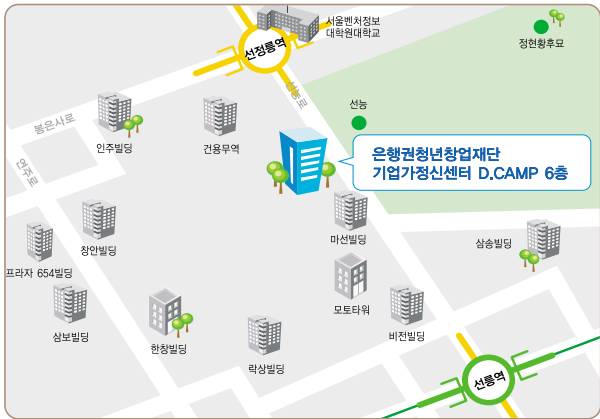 서울벤처정보
대학원대학교
선정릉역
정현황후묘
선릉로
선능
봉은사로
인주빌딩
건용무역
은행권청년창업재단
기업가정신센터 D.CAMP 6층
언주로
창안빌딩
마선빌딩
삼송빌딩
프라자 654빌딩
모토타워
삼보빌딩
한창빌딩
비전빌딩
락상빌딩
선릉역